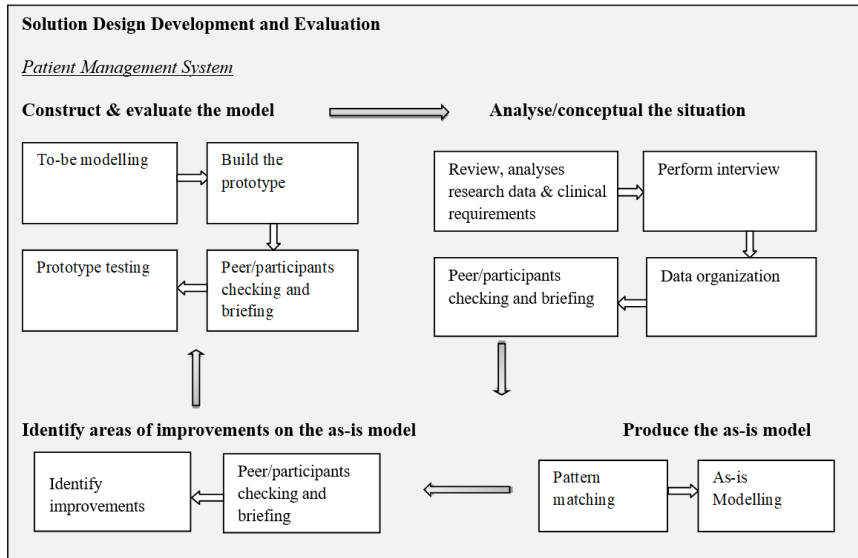 Solution Design Development and Evaluation
Patient Management System
Construct & evaluate the model
Analyse/conceptual the situation
To-be modelling
Build the
prototype
Review, analyses
research data & clinical
requirements
Perform interview
Prototype testing
Peer/participants
checking and
briefing
Peer/participants
checking and briefing
Data organization
Identify areas of improvements on the as-is model
Produce the as-is model
Identify
improvements
Peer/participants
checking and
briefing
Pattern
matching
As-is
Modelling